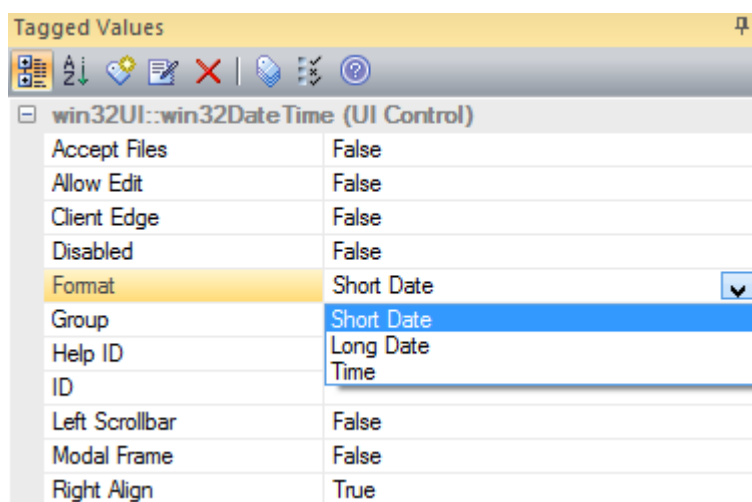 Tagged Values
win32UI::win32DateTime (UI Control)
Accept Files False
Allow Edit False
Client Edge False
Disabled False
Format Short Date
Group Short Date
Help ID Long Date
Time
ID
Left Scrollbar False
Modal Frame False
Right Align True